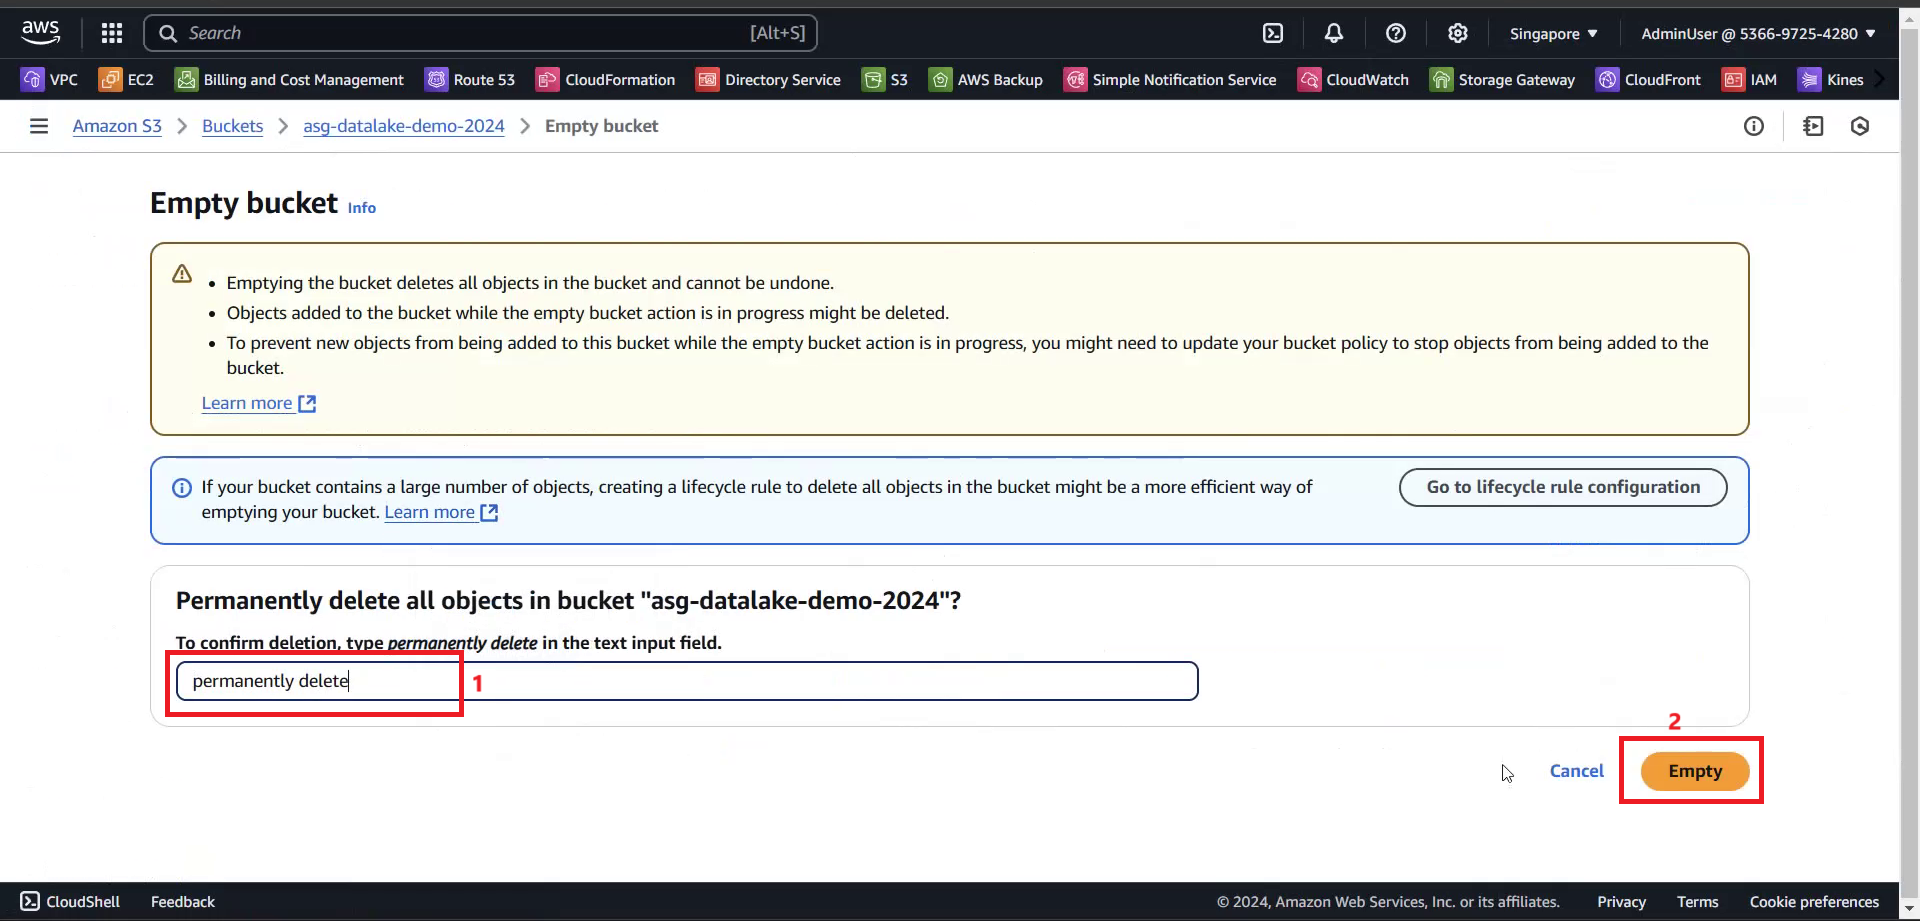 aws
Search [Alt+S]
Singapore ▼
AdminUser @ 5366-9725-4280 ▼
VPC EC2 Billing and Cost Management Route 53 CloudFormation Directory Service S3 AWS Backup Simple Notification Service CloudWatch Storage Gateway CloudFront IAM Kines
Amazon S3 > Buckets > asg-datalake-demo-2024 > Empty bucket
Empty bucket Info
• Emptying the bucket deletes all objects in the bucket and cannot be undone.
• Objects added to the bucket while the empty bucket action is in progress might be deleted.
• To prevent new objects from being added to this bucket while the empty bucket action is in progress, you might need to update your bucket policy to stop objects from being added to the
bucket.
Learn more
If your bucket contains a large number of objects, creating a lifecycle rule to delete all objects in the bucket might be a more efficient way of
emptying your bucket. Learn more
Go to lifecycle rule configuration
Permanently delete all objects in bucket "asg-datalake-demo-2024"?
To confirm deletion, type permanently delete in the text input field.
permanently delete
1
2
Cancel
Empty
CloudShell Feedback © 2024, Amazon Web Services, Inc. or its affiliates. Privacy Terms Cookie preferences